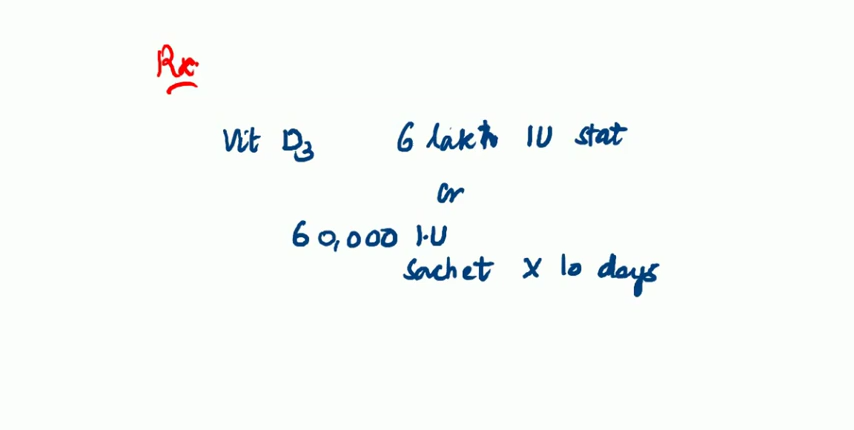 Rx
Vit D3 6 lakh IU stat
or
60,000 I.U
sachet X 10 days